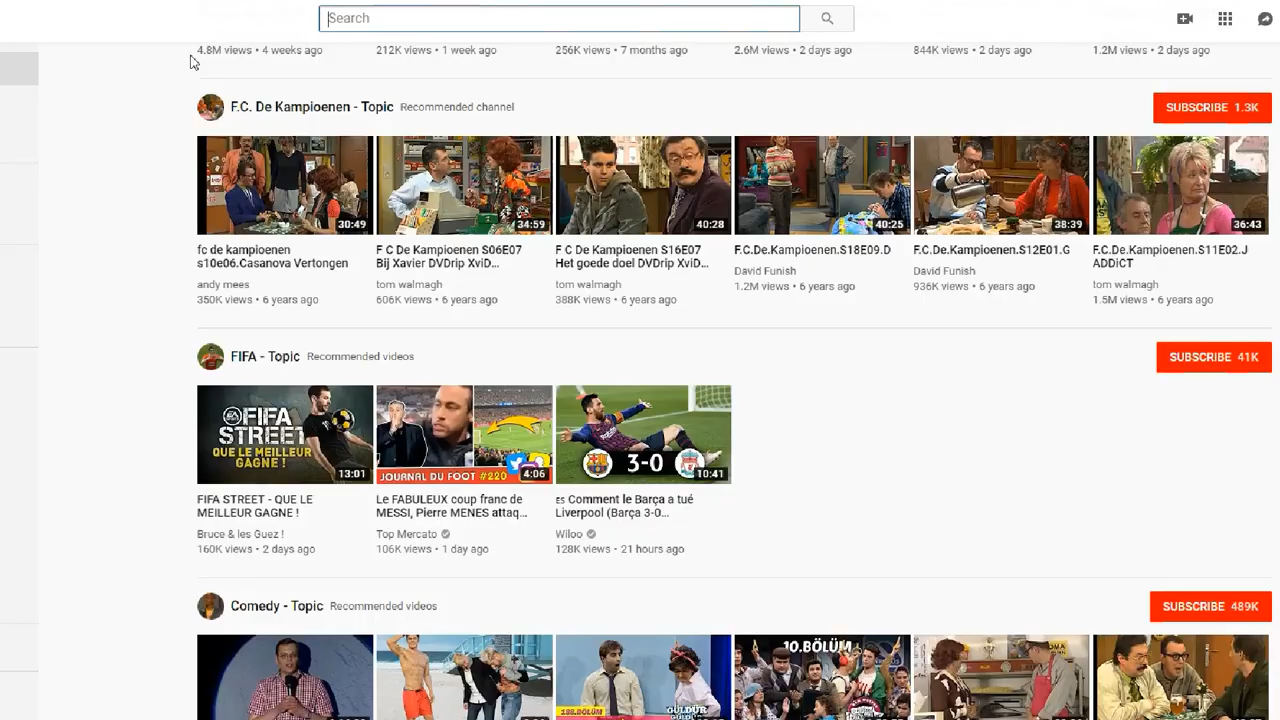 Search
4.8M views • 4 weeks ago
212K views • 1 week ago
256K views • 7 months ago
2.6M views • 2 days ago
844K views • 2 days ago
1.2M views • 2 days ago
F.C. De Kampioenen - Topic Recommended channel
SUBSCRIBE 1.3K
30:49
34:59
40:28
40:25
38:39
36:43
fc de kampioenen
s10e06.Casanova Vertongen
andy mees
350K views • 6 years ago
F C De Kampioenen S06E07
Bij Xavier DVDrip XviD...
tom walmagh
606K views • 6 years ago
F C De Kampioenen S16E07
Het goede doel DVDrip XviD...
tom walmagh
388K views • 6 years ago
F.C.De.Kampioenen.S18E09.D
David Funish
1.2M views • 6 years ago
F.C.De.Kampioenen.S12E01.G
David Funish
936K views • 6 years ago
F.C.De.Kampioenen.S11E02.J
ADDiCT
tom walmagh
1.5M views • 6 years ago
FIFA - Topic Recommended videos
SUBSCRIBE 41K
FIFA
STREET
QUE LE MEILLEUR
GAGNE !
13:01
JOURNAL DU FOOT #220
4:06
3-0
10:41
FIFA STREET - QUE LE
MEILLEUR GAGNE !
Bruce & les Guez !
160K views • 2 days ago
Le FABULEUX coup franc de
MESSI, Pierre MENES attaq...
Top Mercato
106K views • 1 day ago
ES Comment le Barça a tué
Liverpool (Barça 3-0...
Wiloo
128K views • 21 hours ago
Comedy - Topic Recommended videos
SUBSCRIBE 489K
10.BÖLÜM
188.BÖLÜM
GÜLDÜR